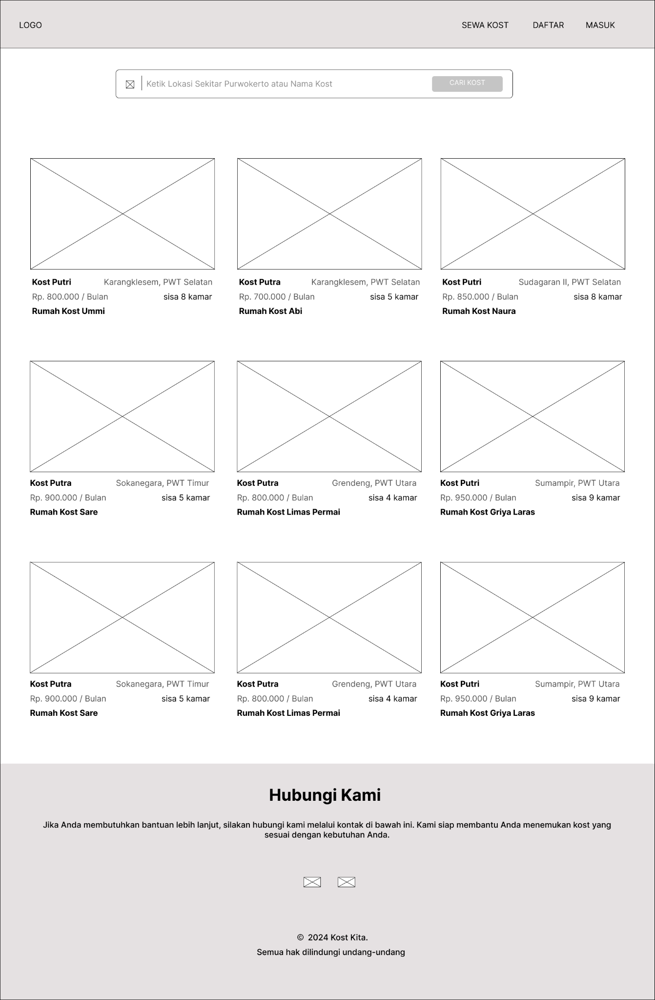 LOGO
SEWA KOST
DAFTAR
MASUK
Ketik Lokasi Sekitar Purwokerto atau Nama Kost
CARI KOST
Kost Putri
Karangklesem, PWT Selatan
Rp. 800.000 / Bulan
sisa 8 kamar
Rumah Kost Ummi
Kost Putra
Karangklesem, PWT Selatan
Rp. 700.000 / Bulan
sisa 5 kamar
Rumah Kost Abi
Kost Putri
Sudagaran II, PWT Selatan
Rp. 850.000 / Bulan
sisa 8 kamar
Rumah Kost Naura
Kost Putra
Sokanegara, PWT Timur
Rp. 900.000 / Bulan
sisa 5 kamar
Rumah Kost Sare
Kost Putra
Grendeng, PWT Utara
Rp. 800.000 / Bulan
sisa 4 kamar
Rumah Kost Limas Permai
Kost Putri
Sumampir, PWT Utara
Rp. 950.000 / Bulan
sisa 9 kamar
Rumah Kost Griya Laras
Kost Putra
Sokanegara, PWT Timur
Rp. 900.000 / Bulan
sisa 5 kamar
Rumah Kost Sare
Kost Putra
Grendeng, PWT Utara
Rp. 800.000 / Bulan
sisa 4 kamar
Rumah Kost Limas Permai
Kost Putri
Sumampir, PWT Utara
Rp. 950.000 / Bulan
sisa 9 kamar
Rumah Kost Griya Laras
Hubungi Kami
Jika Anda membutuhkan bantuan lebih lanjut, silakan hubungi kami melalui kontak di bawah ini. Kami siap membantu Anda menemukan kost yang
sesuai dengan kebutuhan Anda.
© 2024 Kost Kita.
Semua hak dilindungi undang-undang